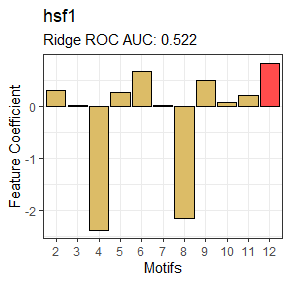 hsf1
Ridge ROC AUC: 0.522
Feature Coefficient
0
-1
-2
2 3 4 5 6 7 8 9 10 11 12
Motifs